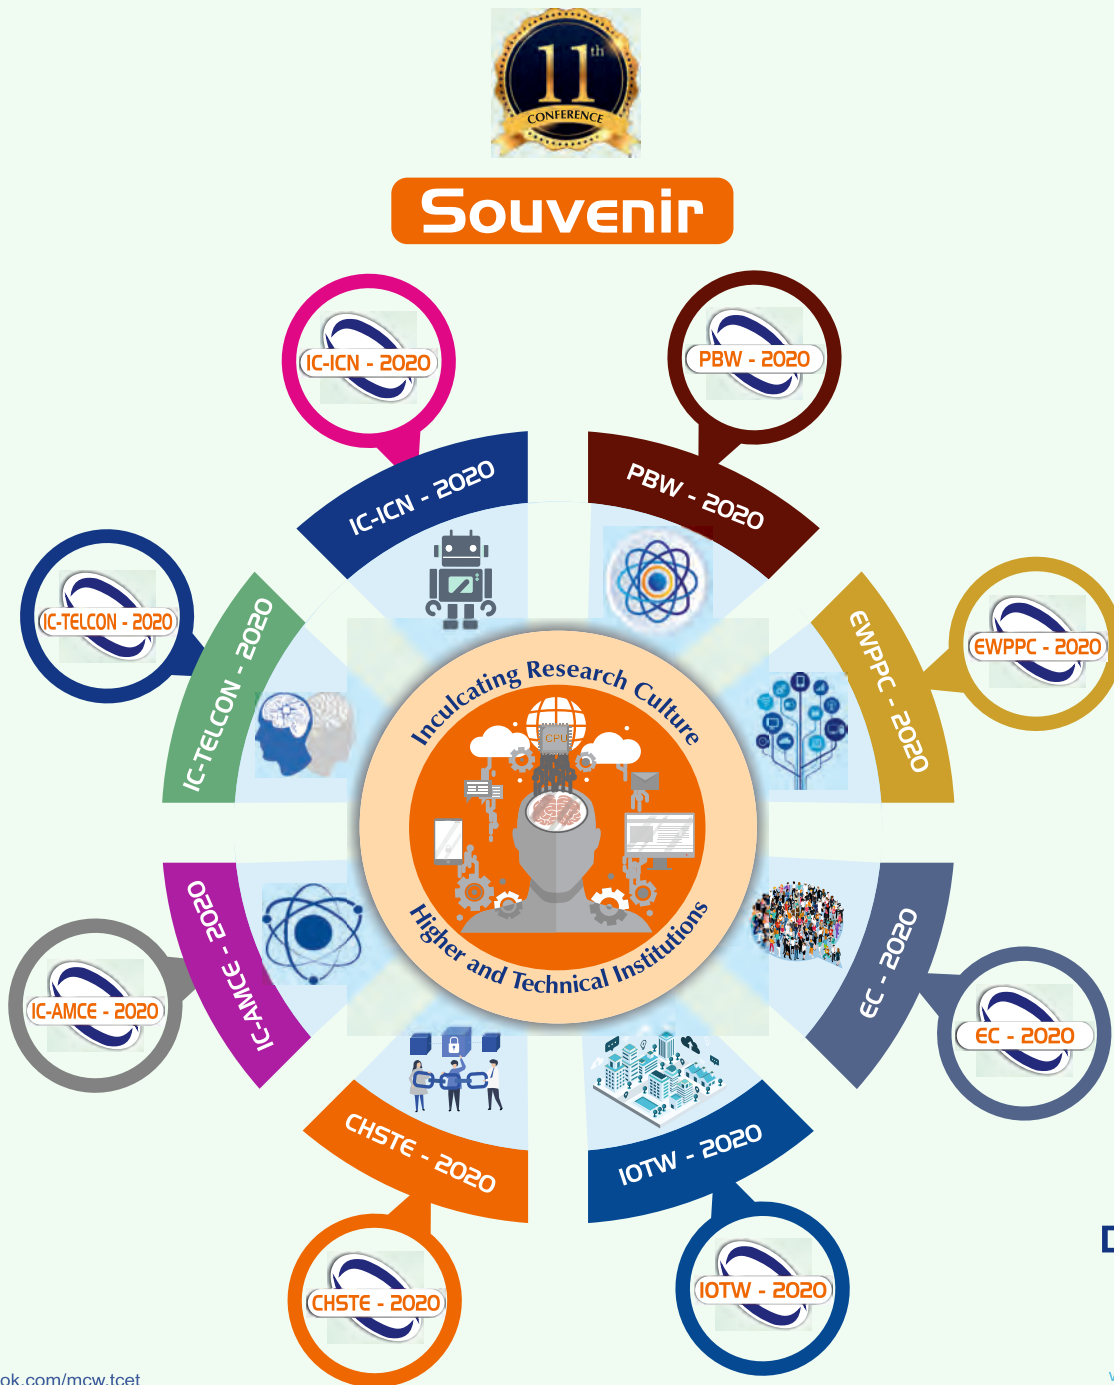 11th
CONFERENCE
Souvenir
IC-ICN - 2020
PBW - 2020
IC-ICN - 2020
PBW - 2020
IC-TELCON - 2020
IC-TELCON - 2020
EWPPC - 2020
EWPPC - 2020
Inculcating Research Culture
CPU
Higher and Technical Institutions
IC-AMCE - 2020
IC-AMCE - 2020
EC - 2020
EC - 2020
CHSTE - 2020
IOTW - 2020
CHSTE - 2020
IOTW - 2020
ok.com/mcw.tcet